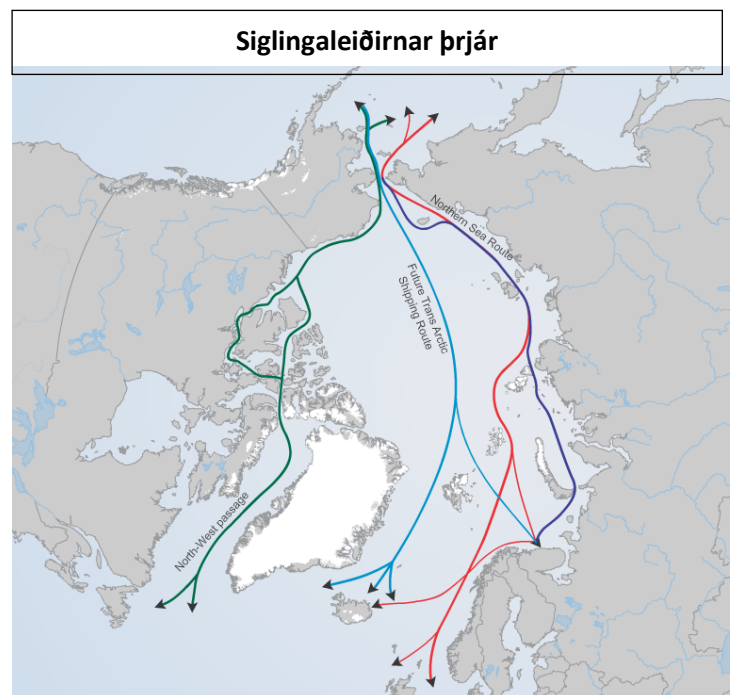 Siglingaleiðirnar þrjár
Northern Sea Route
Future Trans Arctic
Shipping Route
North-West passage